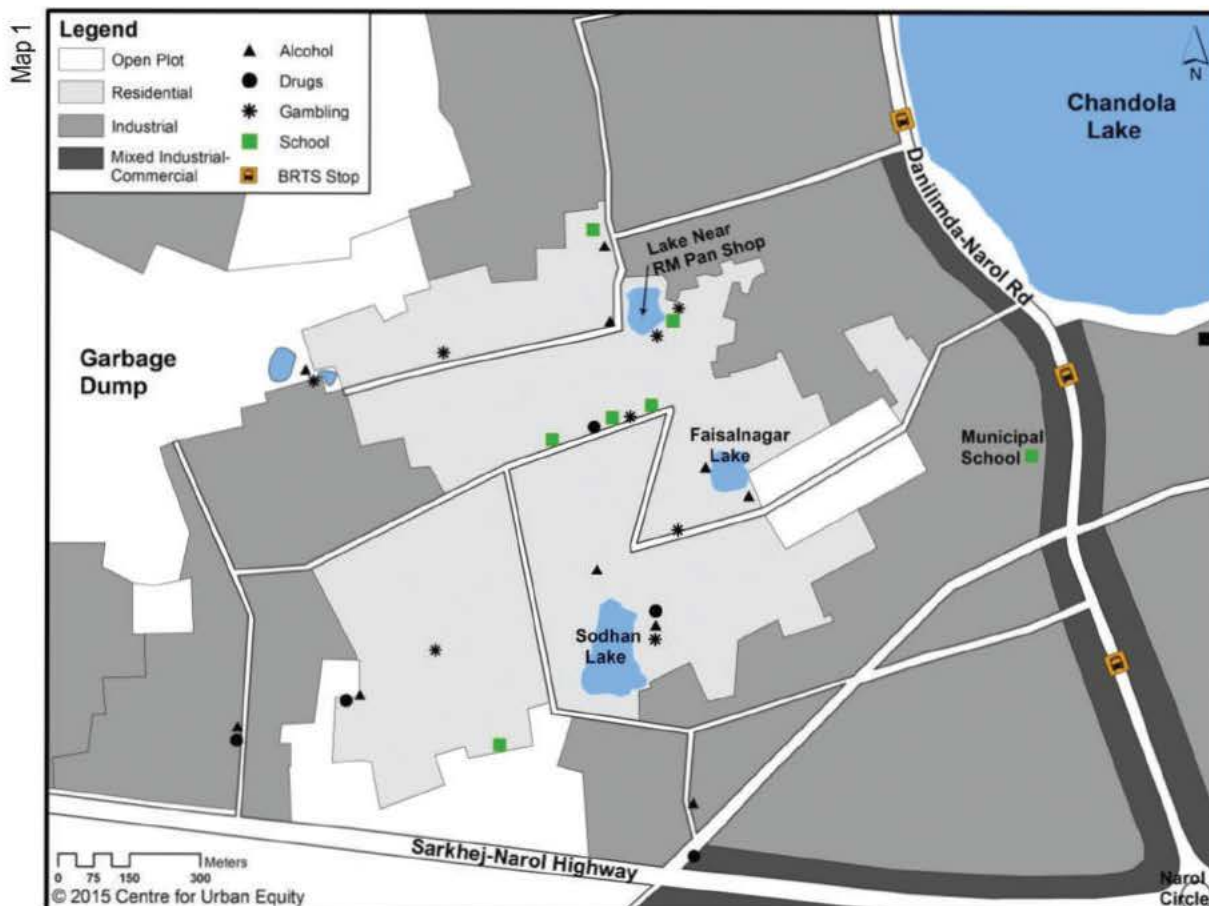 Map 1
Legend
Open Plot
Residential
Industrial
Mixed Industrial-
Commercial
Alcohol
Drugs
Gambling
School
BRTS Stop
N
Chandola
Lake
Danilimda-Narol Rd
Lake Near
RM Pan Shop
Garbage
Dump
Faisalnagar
Lake
Municipal
School
Sodhan
Lake
Sarkhej-Narol Highway
Narol
Circle
Meters
0 75 150 300
© 2015 Centre for Urban Equity